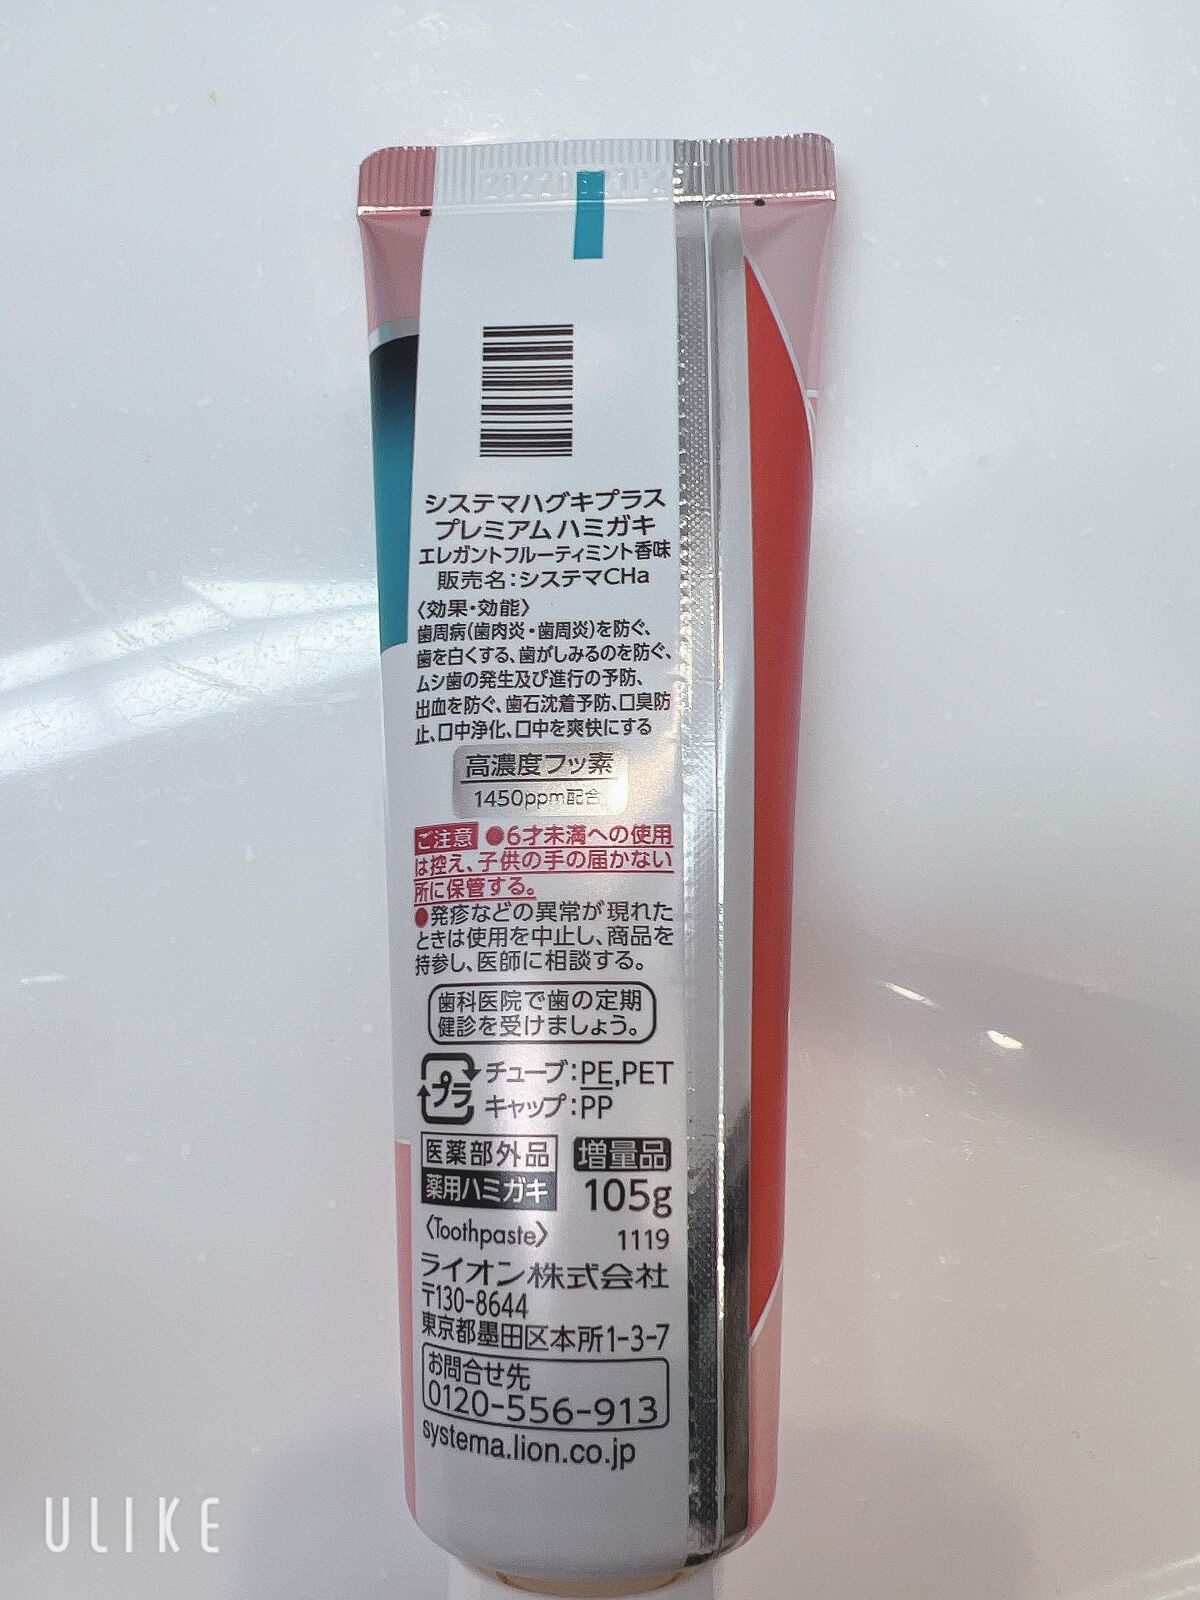 システマハグキプラス
プレミアムハミガキ
エレガントフルーティミント香味
販売名:システマCHa
〈効果・効能〉
歯周病(歯肉炎・歯周炎)を防ぐ、
歯を白くする、歯がしみるのを防ぐ、
ムシ歯の発生及び進行の予防、
出血を防ぐ、歯石沈着予防、口臭防
止、口中浄化、口中を爽快にする
高濃度フッ素
1450ppm配合
ご注意 ●6才未満への使用
は控え、子供の手の届かない
所に保管する。
●発疹などの異常が現れた
ときは使用を中止し、商品を
持参し、医師に相談する。
歯科医院で歯の定期
健診を受けましょう。
プラ チューブ:PE,PET
キャップ:PP
医薬部外品 増量品
薬用ハミガキ 105g
〈Toothpaste〉 1119
ライオン株式会社
〒130-8644
東京都墨田区本所1-3-7
お問合せ先
0120-556-913
systema.lion.co.jp
ULIKE